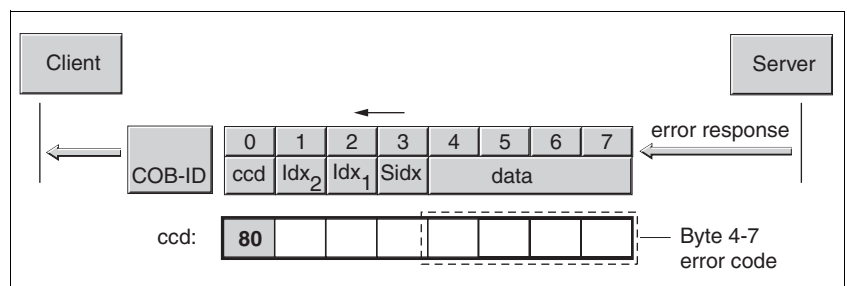 Client
Server
error response
0 1 2 3 4 5 6 7
COB-ID
ccd Idx2 Idx1 Sidx data
ccd: 80
Byte 4-7
error code